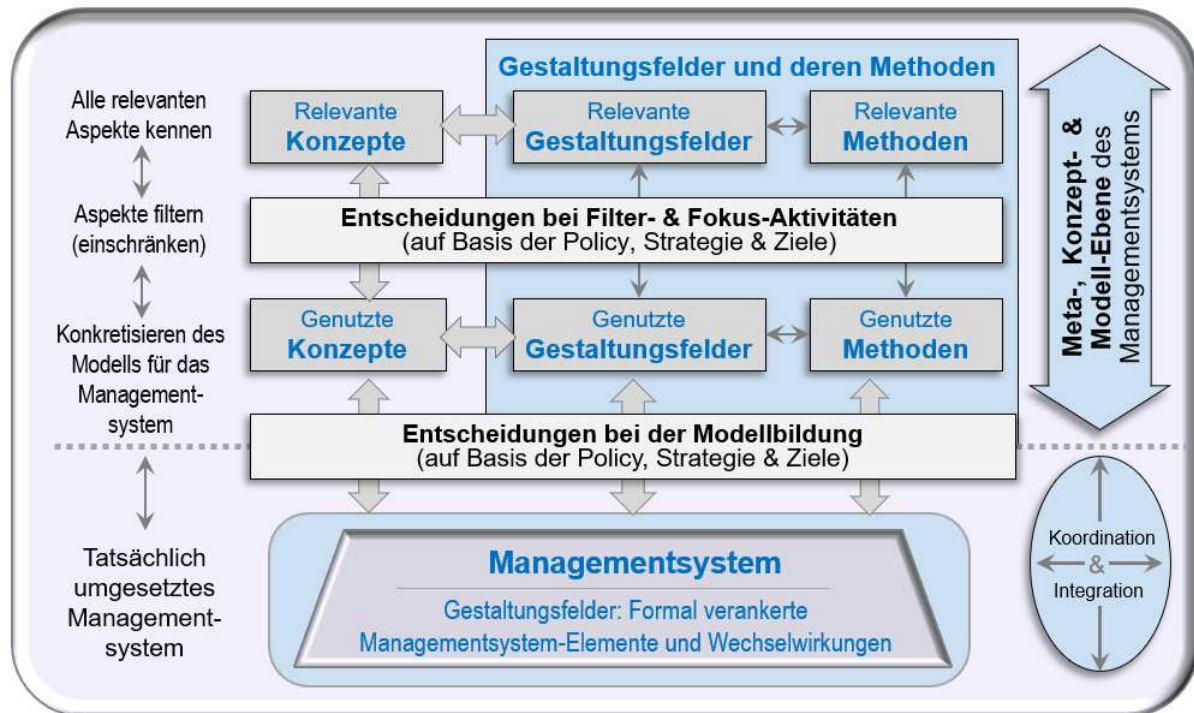 Gestaltungsfelder und deren Methoden
Alle relevanten
Aspekte kennen
Relevante
Konzepte
Relevante
Gestaltungsfelder
Relevante
Methoden
Aspekte filtern
(einschränken)
Entscheidungen bei Filter- & Fokus-Aktivitäten
(auf Basis der Policy, Strategie & Ziele)
Konkretisieren des
Modells für das
Management-
system
Genutzte
Konzepte
Genutzte
Gestaltungsfelder
Genutzte
Methoden
Meta-, Konzept- &
Modell-Ebene des
Managementsystems
Entscheidungen bei der Modellbildung
(auf Basis der Policy, Strategie & Ziele)
Tatsächlich
umgesetztes
Management-
system
Managementsystem
Gestaltungsfelder: Formal verankerte
Managementsystem-Elemente und Wechselwirkungen
Koordination
&
Integration